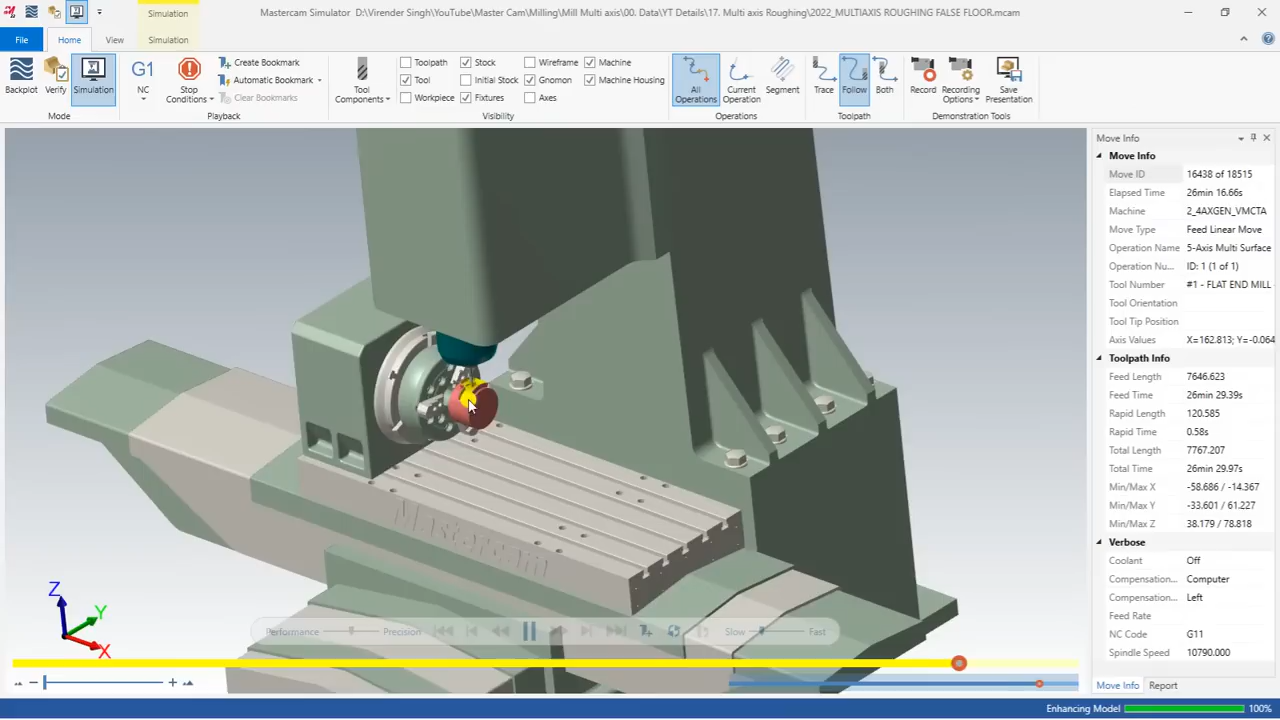 Simulation
Mastercam Simulator D:\Virender Singh\YouTube\Master Cam\Milling\Mill Multi axis\00. Data\YT Details\17. Multi axis Roughing\2022_MULTIAXIS ROUGHING FALSE FLOOR.mcam
File Home View Simulation
Backplot Verify Simulation
Mode
G1
NC
Stop Conditions
Create Bookmark
Automatic Bookmark
Clear Bookmarks
Playback
Tool Components
Toolpath Stock Wireframe Machine
Tool Initial Stock Gnomon Machine Housing
Workpiece Fixtures Axes
Visibility
All Operations Current Operation Segment
Operations
Trace Follow Both
Toolpath
Record Recording Options Save Presentation
Demonstration Tools
Move Info
Move Info
Move ID 16438 of 18515
Elapsed Time 26min 16.66s
Machine 2_4AXGEN_VMCTA
Move Type Feed Linear Move
Operation Name 5-Axis Multi Surface
Operation Nu... ID: 1 (1 of 1)
Tool Number #1 - FLAT END MILL
Tool Orientation
Tool Tip Position
Axis Values X=162.813; Y=-0.064
Toolpath Info
Feed Length 7646.623
Feed Time 26min 29.39s
Rapid Length 120.585
Rapid Time 0.58s
Total Length 7767.207
Total Time 26min 29.97s
Min/Max X -58.686 / -14.367
Min/Max Y -33.601 / 61.227
Min/Max Z 38.179 / 78.818
Verbose
Coolant Off
Compensation... Computer
Compensation... Left
Feed Rate
NC Code G11
Spindle Speed 10790.000
Move Info Report
Mastercam
Z
Y
X
Performance Precision Slow Fast
Enhancing Model 100%